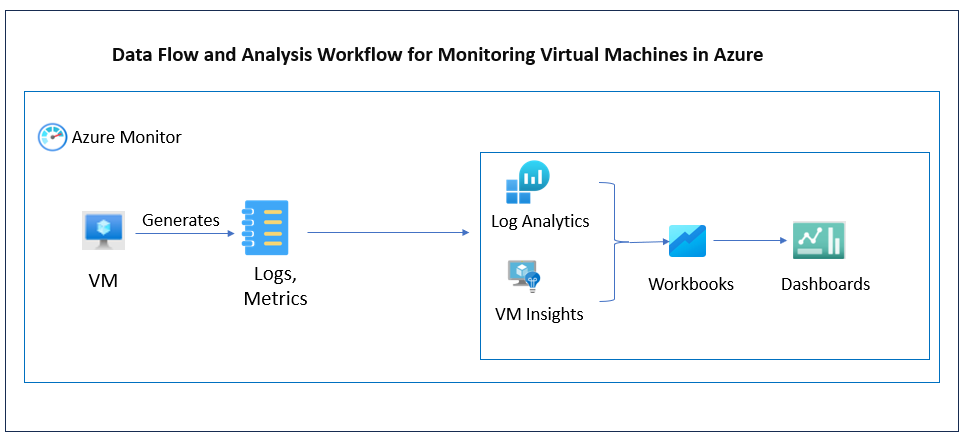 Data Flow and Analysis Workflow for Monitoring Virtual Machines in Azure
Azure Monitor
Generates
VM
Logs,
Metrics
Log Analytics
VM Insights
Workbooks
Dashboards